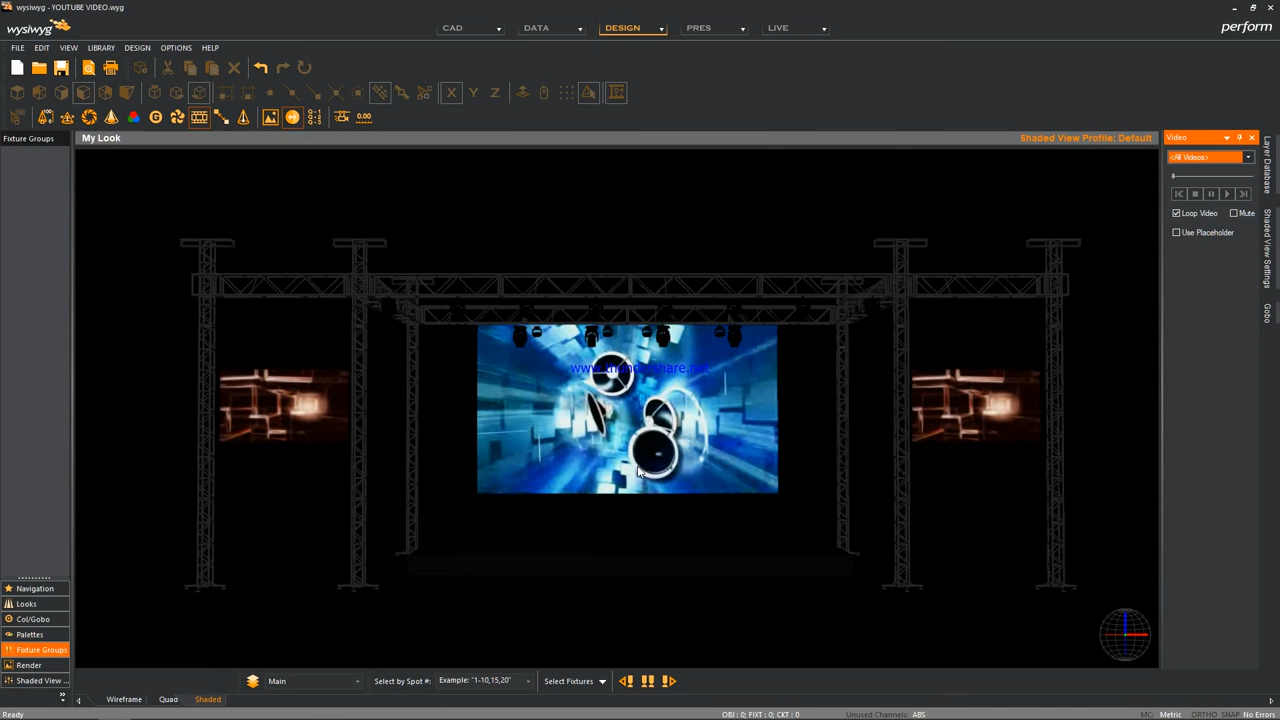 wysiwyg - YOUTUBE VIDEO.wyg
wysiwyg
CAD
DATA
DESIGN
PRES
LIVE
perform
FILE EDIT VIEW LIBRARY DESIGN OPTIONS HELP
X Y Z
G
0.00
Fixture Groups
My Look
Shaded View Profile: Default
Video
<All Videos>
Loop Video
Mute
Use Placeholder
Layer Database
Shaded View Settings
Gobo
Navigation
Looks
Col/Gobo
Palettes
Fixture Groups
Render
Shaded View ...
Main
Select by Spot #:
Example: "1-10,15,20"
Select Fixtures
Wireframe
Quad
Shaded
Ready
OBJ : 0; FIXT : 0; CKT : 0
Unused Channels: ABS
MC: Metric
ORTHO SNAP No Errors